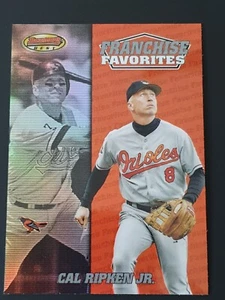 Bowman's
BEST
FRANCHISE
FAVORITES
Orioles
8
CAL RIPKEN JR.